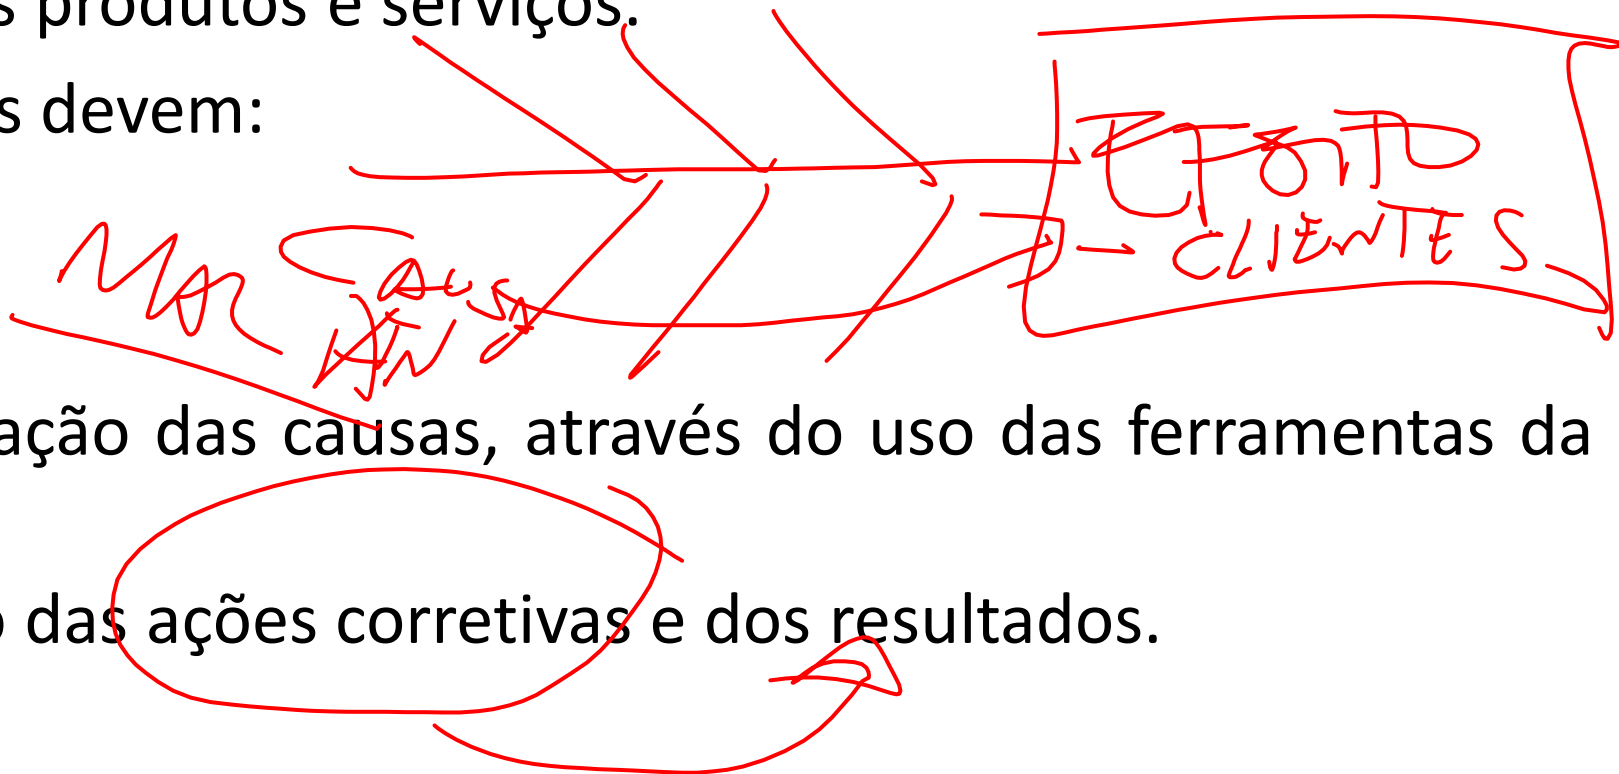 s produtos e serviços.
s devem:
EFEITO
CLIENTES
CAUSA
ação das causas, através do uso das ferramentas da
o das ações corretivas e dos resultados.